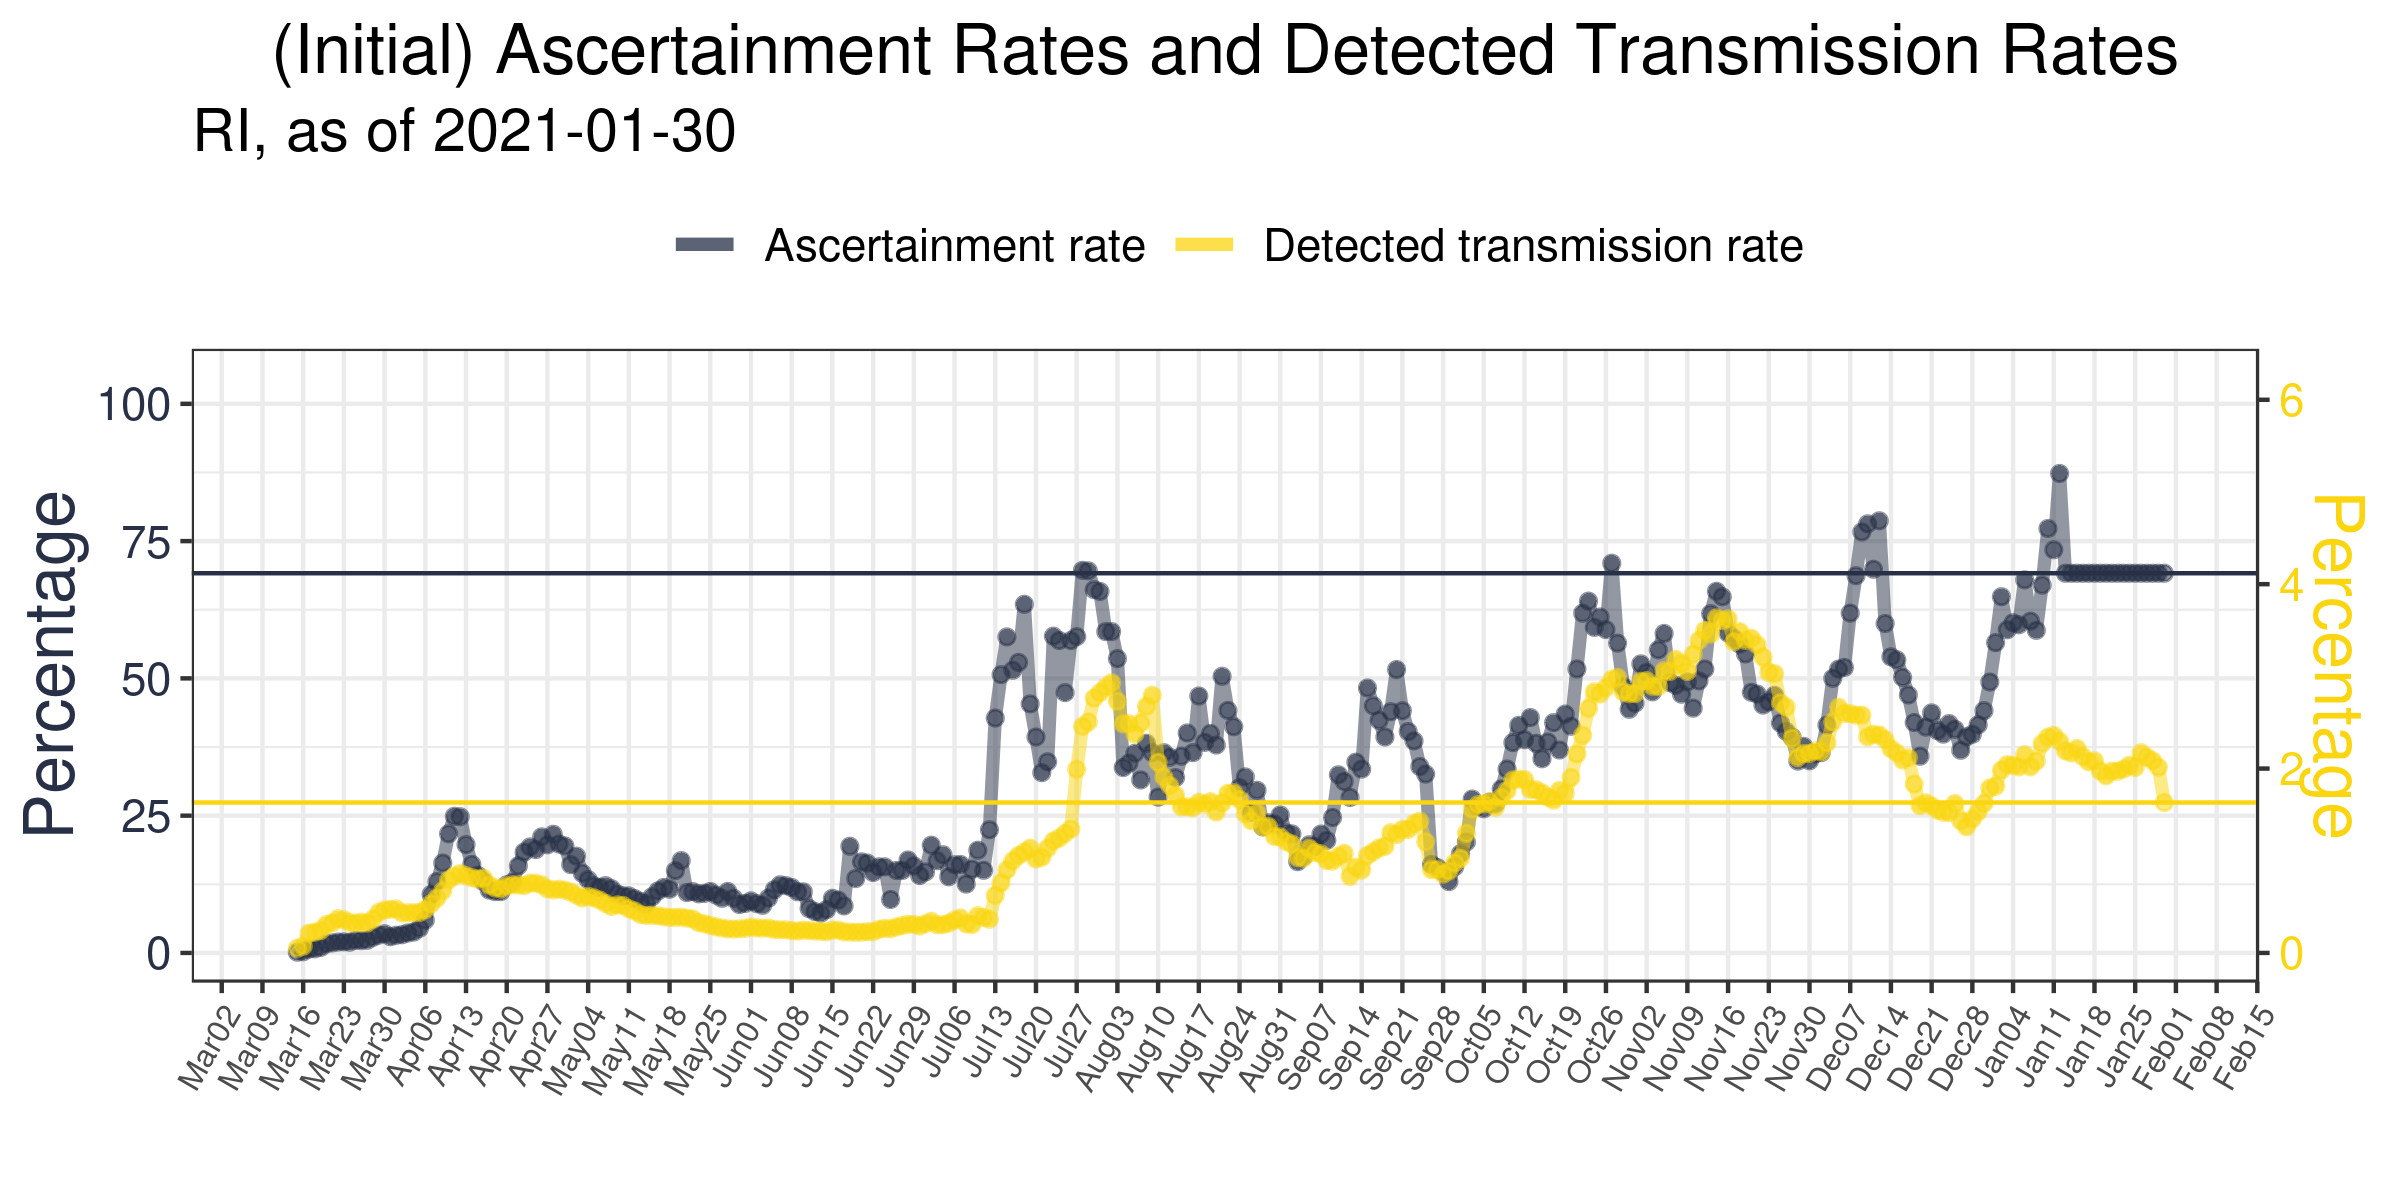 (Initial) Ascertainment Rates and Detected Transmission Rates
RI, as of 2021-01-30
Ascertainment rate
Detected transmission rate
Percentage
100
75
50
25
0
6
4
2
0
Percentage
Mar02
Mar09
Mar16
Mar23
Mar30
Apr06
Apr13
Apr20
Apr27
May04
May11
May18
May25
Jun01
Jun08
Jun15
Jun22
Jun29
Jul06
Jul13
Jul20
Jul27
Aug03
Aug10
Aug17
Aug24
Aug31
Sep07
Sep14
Sep21
Sep28
Oct05
Oct12
Oct19
Oct26
Nov02
Nov09
Nov16
Nov23
Nov30
Dec07
Dec14
Dec21
Dec28
Jan04
Jan11
Jan18
Jan25
Feb01
Feb08
Feb15